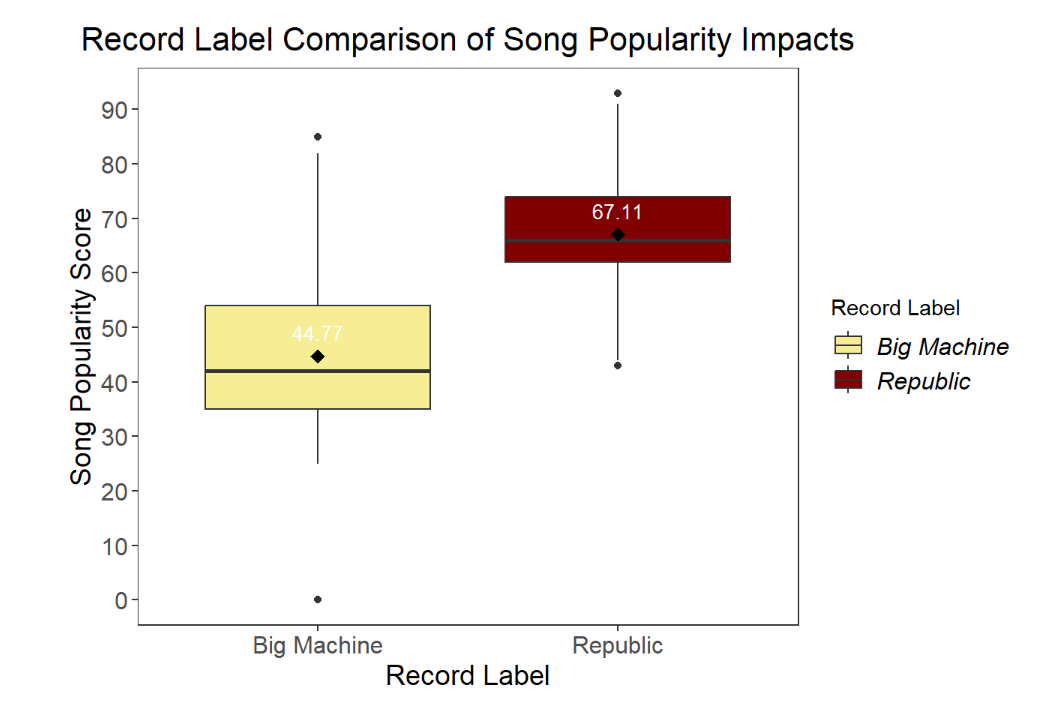 Record Label Comparison of Song Popularity Impacts
Song Popularity Score
90
80
70
60
50
40
30
20
10
0
67.11
44.77
Big Machine
Republic
Record Label
Record Label
Big Machine
Republic